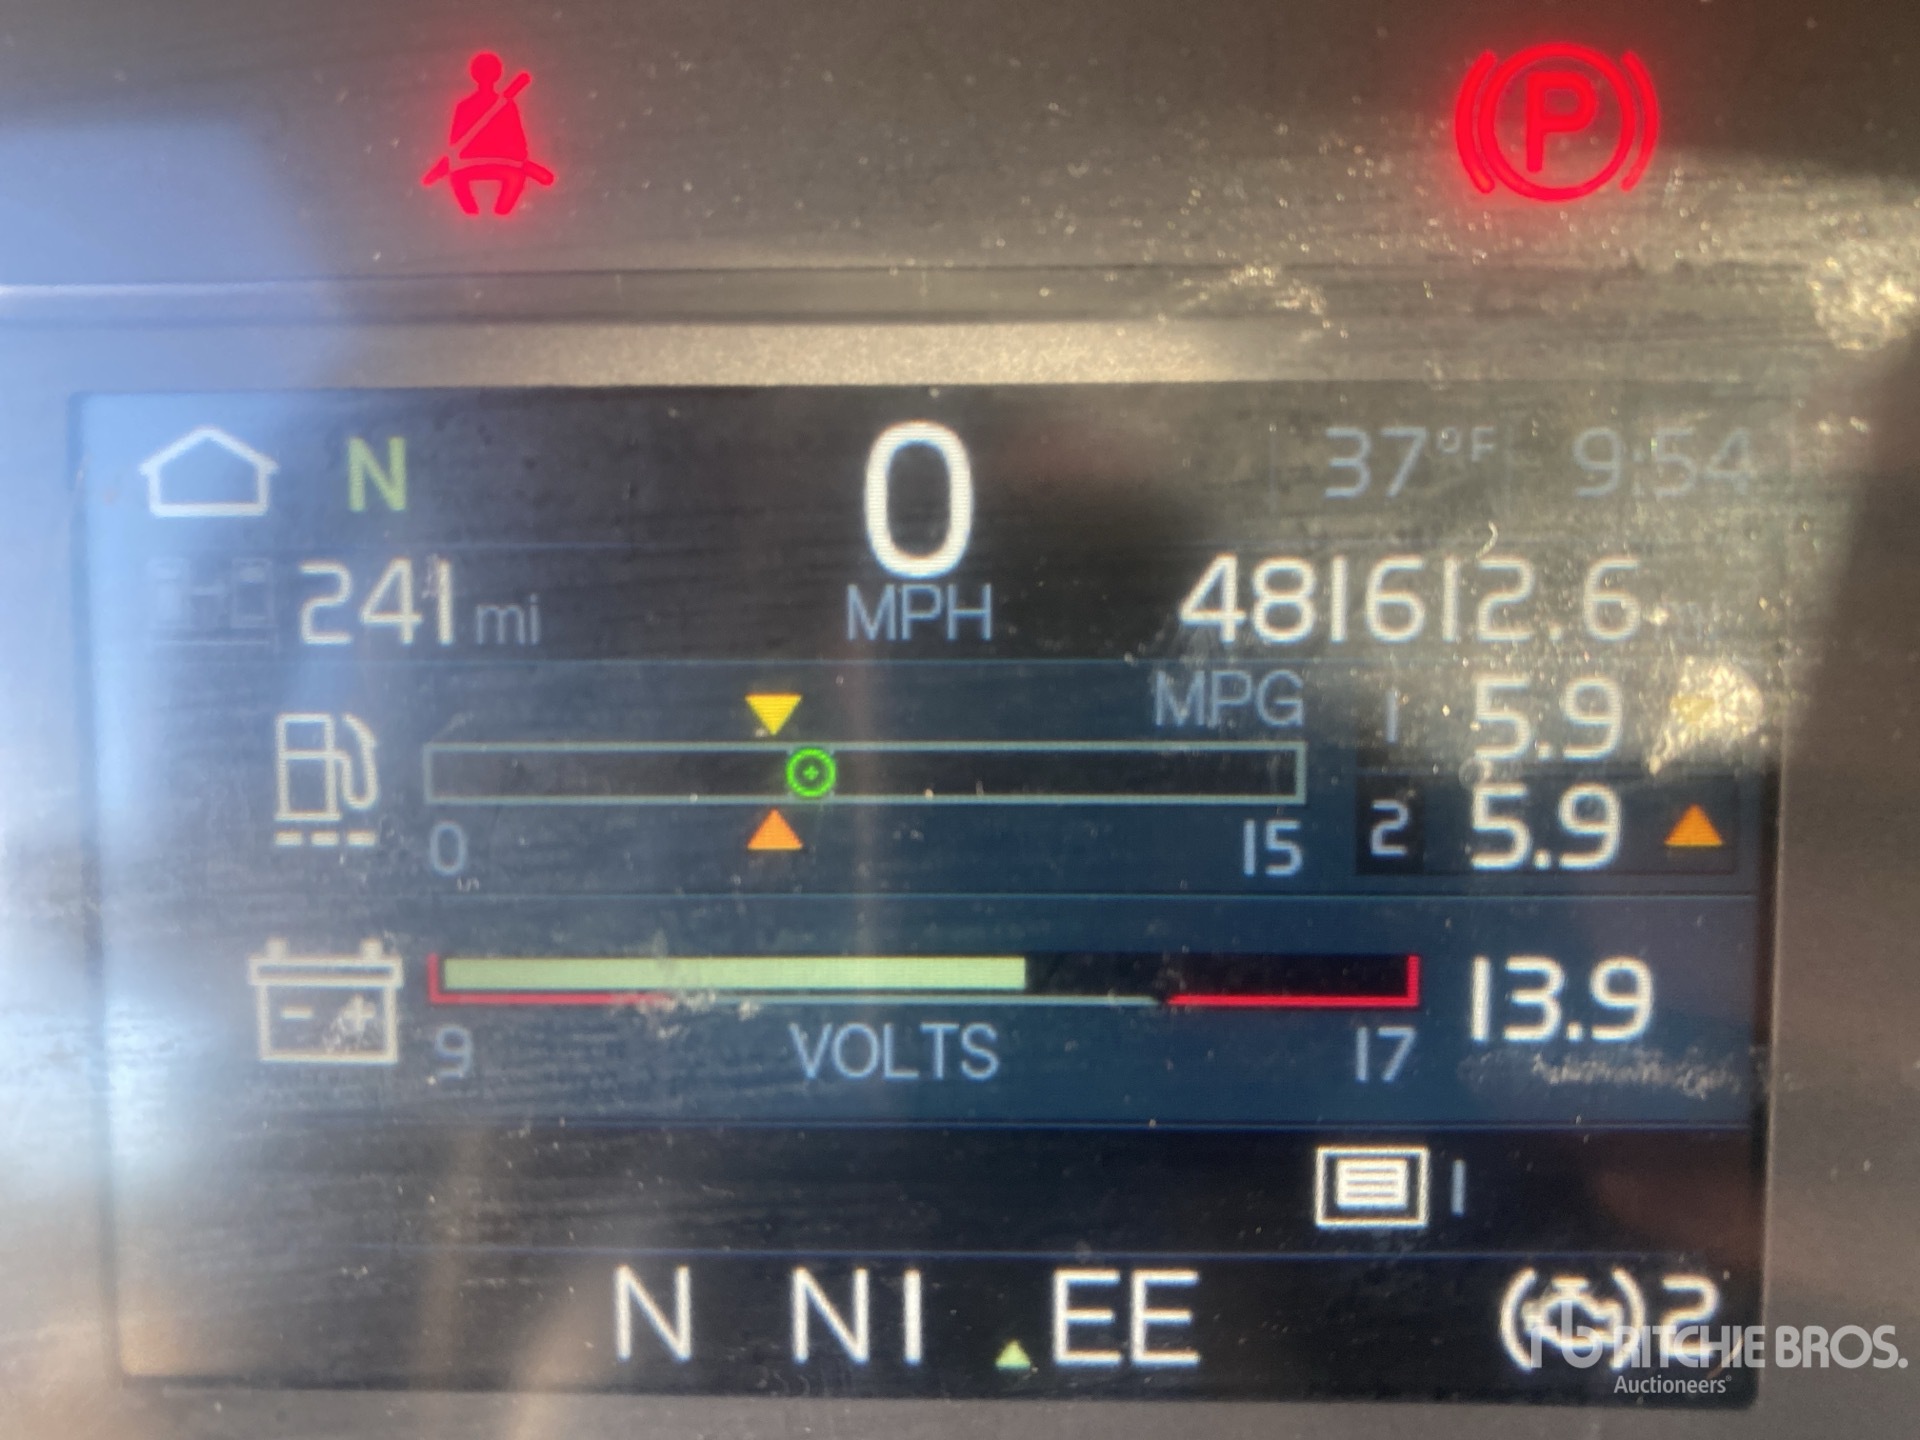 P
N 0 37°F 9:54
241 mi MPH 481612.6
MPG 1 5.9
0 15 2 5.9
- +
13.9
9 VOLTS 17
1
N N1 EE 2
RITCHIE BROS.
Auctioneers